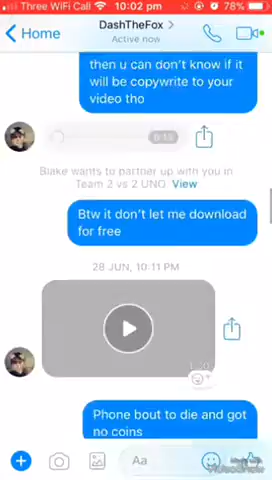 Three WiFi Call 10:02 pm 78%
Home
DashTheFox
Active now
then u can don't know if it
will be copywrite to your
video tho
Blake wants to partner up with you in
Team 2 vs 2 UNO. View
Btw it don't let me download
for free
28 JUN, 10:11 PM
Phone bout to die and got
no coins
Aa